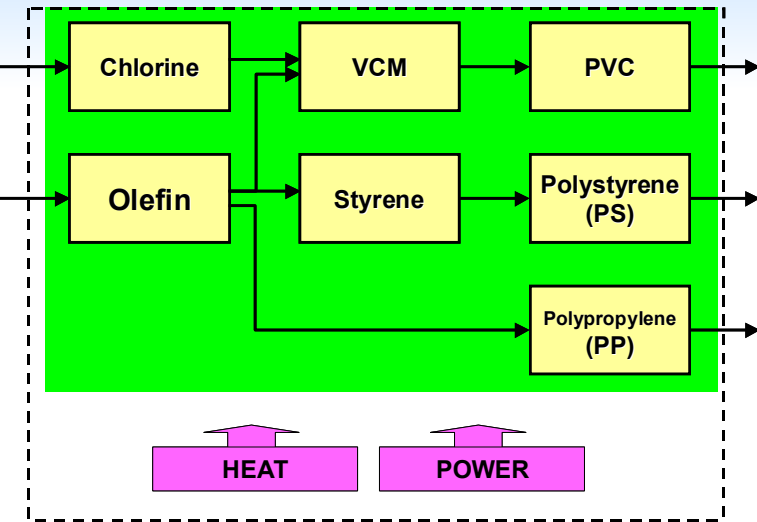 Chlorine
VCM
PVC
Olefin
Styrene
Polystyrene
(PS)
Polypropylene
(PP)
HEAT
POWER